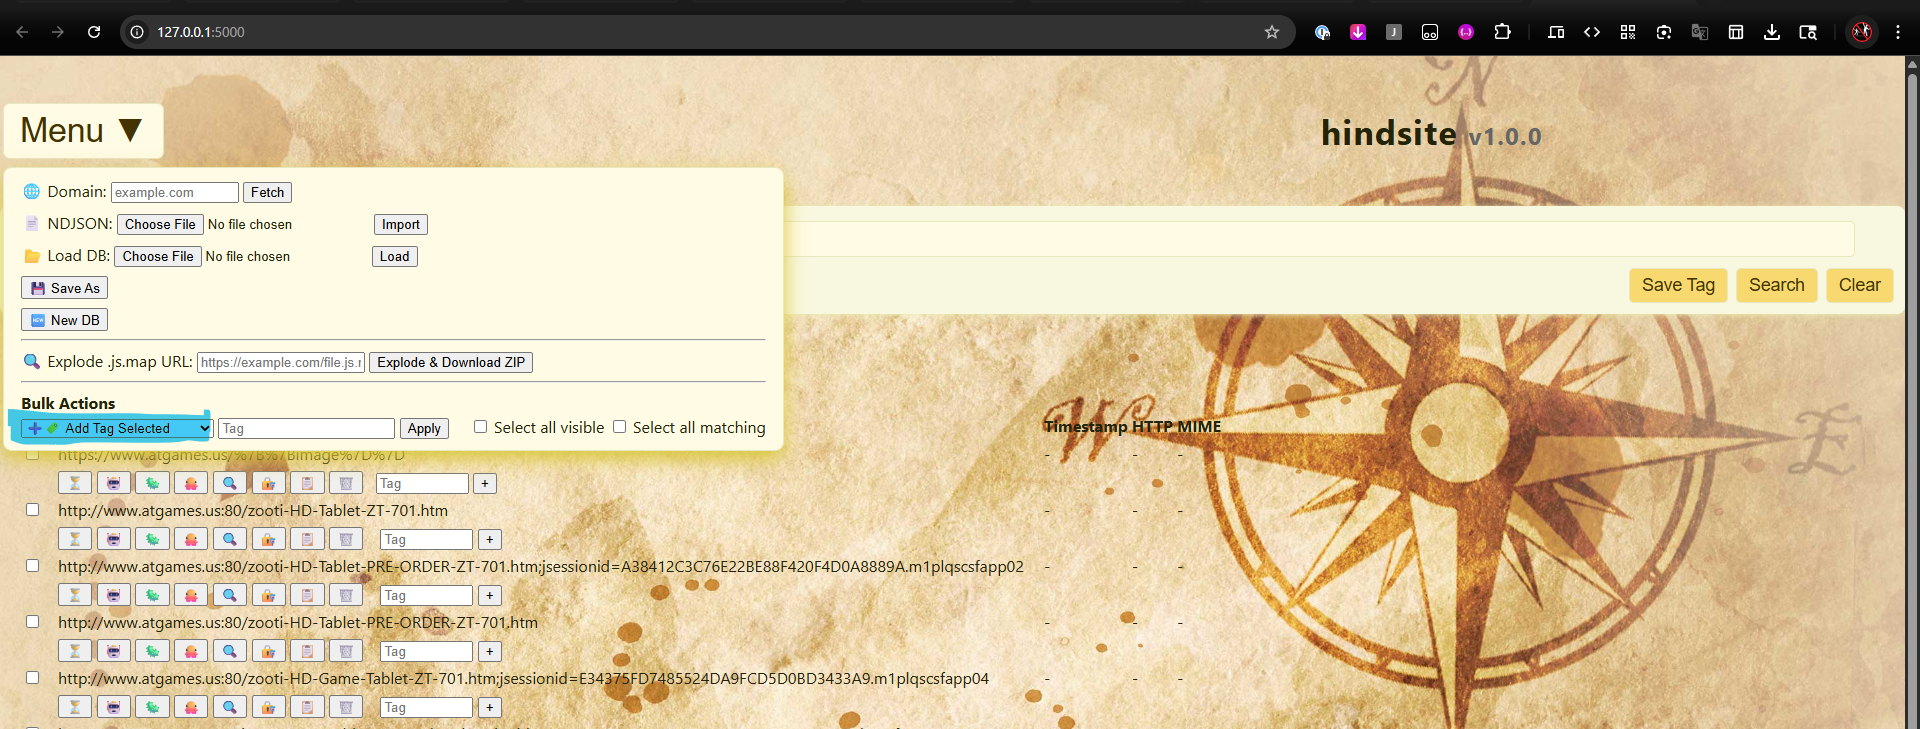 127.0.0.1:5000
Menu ▼
hindsite v1.0.0
Domain: example.com Fetch
NDJSON: Choose File No file chosen Import
Load DB: Choose File No file chosen Load
Save As
NEW New DB
Save Tag Search Clear
Explode .js.map URL: https://example.com/file.js.r Explode & Download ZIP
Bulk Actions
Add Tag Selected Tag Apply Select all visible Select all matching
Timestamp HTTP MIME
N
W
E
https://www.atgames.us/%7B%7Bimage%7D%7D - - -
Tag +
http://www.atgames.us:80/zooti-HD-Tablet-ZT-701.htm - - -
Tag +
http://www.atgames.us:80/zooti-HD-Tablet-PRE-ORDER-ZT-701.htm;jsessionid=A38412C3C76E22BE88F420F4D0A8889A.m1plqscsfapp02 - - -
Tag +
http://www.atgames.us:80/zooti-HD-Tablet-PRE-ORDER-ZT-701.htm - - -
Tag +
http://www.atgames.us:80/zooti-HD-Game-Tablet-ZT-701.htm;jsessionid=E34375FD7485524DA9FCD5D0BD3433A9.m1plqscsfapp04 - - -
Tag +